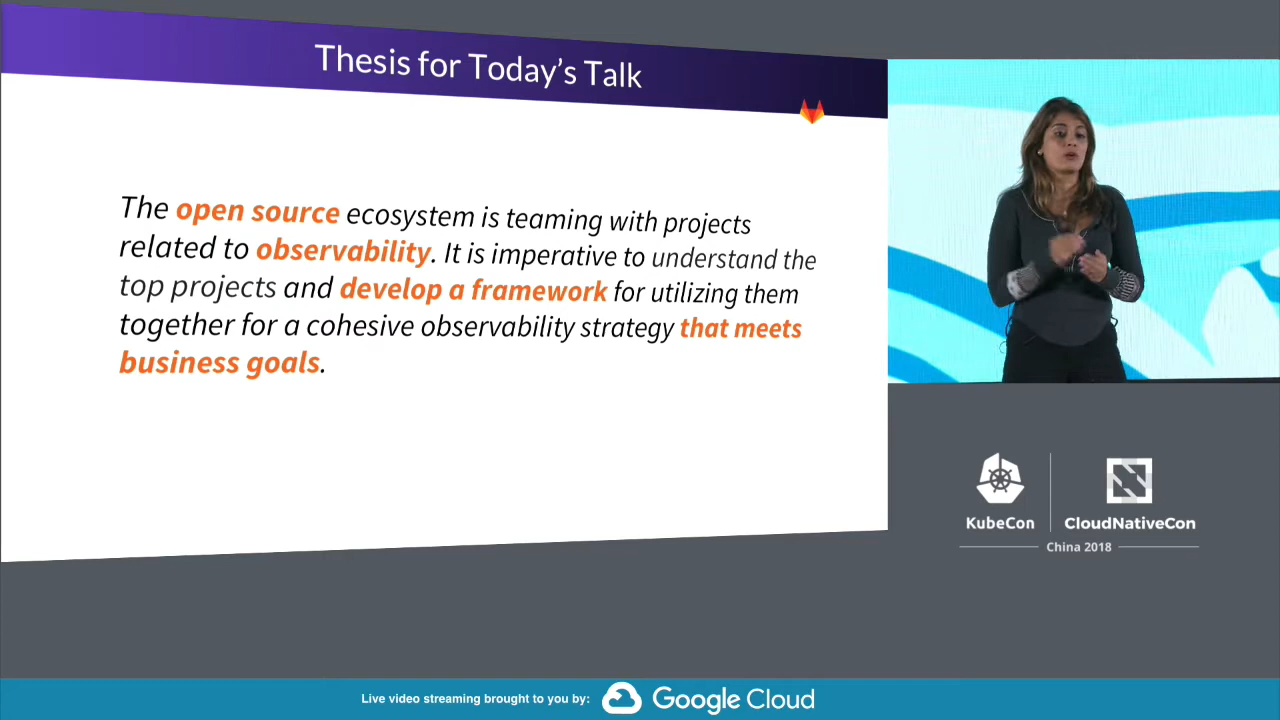 Thesis for Today's Talk
The open source ecosystem is teaming with projects
related to observability. It is imperative to understand the
top projects and develop a framework for utilizing them
together for a cohesive observability strategy that meets
business goals.
KubeCon
CloudNativeCon
China 2018
Live video streaming brought to you by: Google Cloud